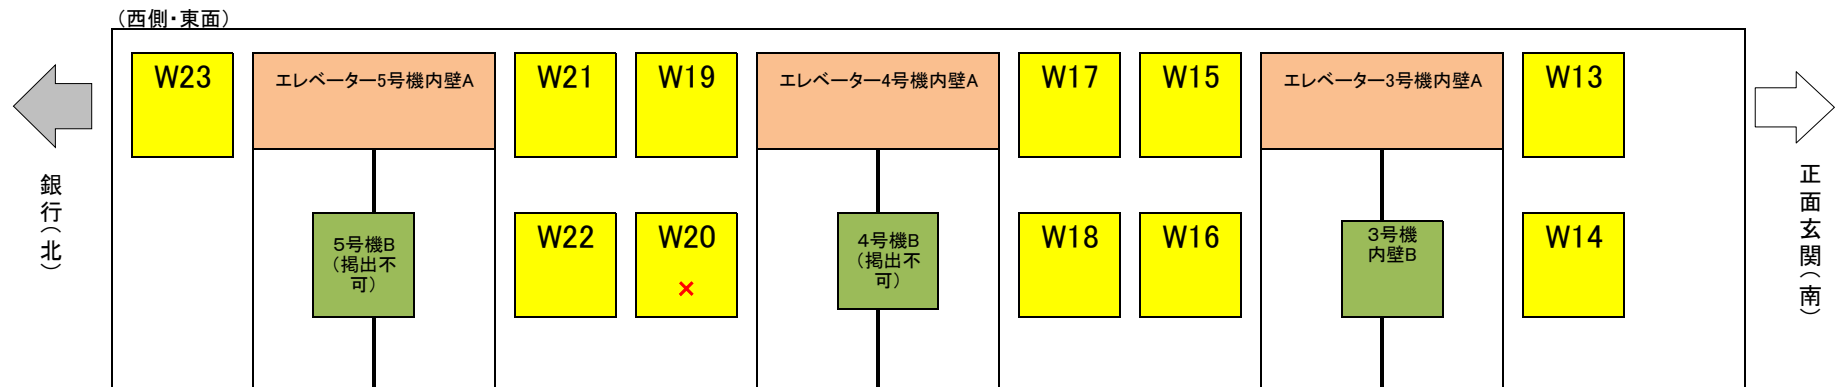 （西側・東面）
W23
エレベーター5号機内壁A
W21
W19
エレベーター4号機内壁A
W17
W15
エレベーター3号機内壁A
W13
銀行（北）
正面玄関（南）
5号機B
（掲出不
可）
W22
W20
×
4号機B
（掲出不
可）
W18
W16
3号機
内壁B
W14